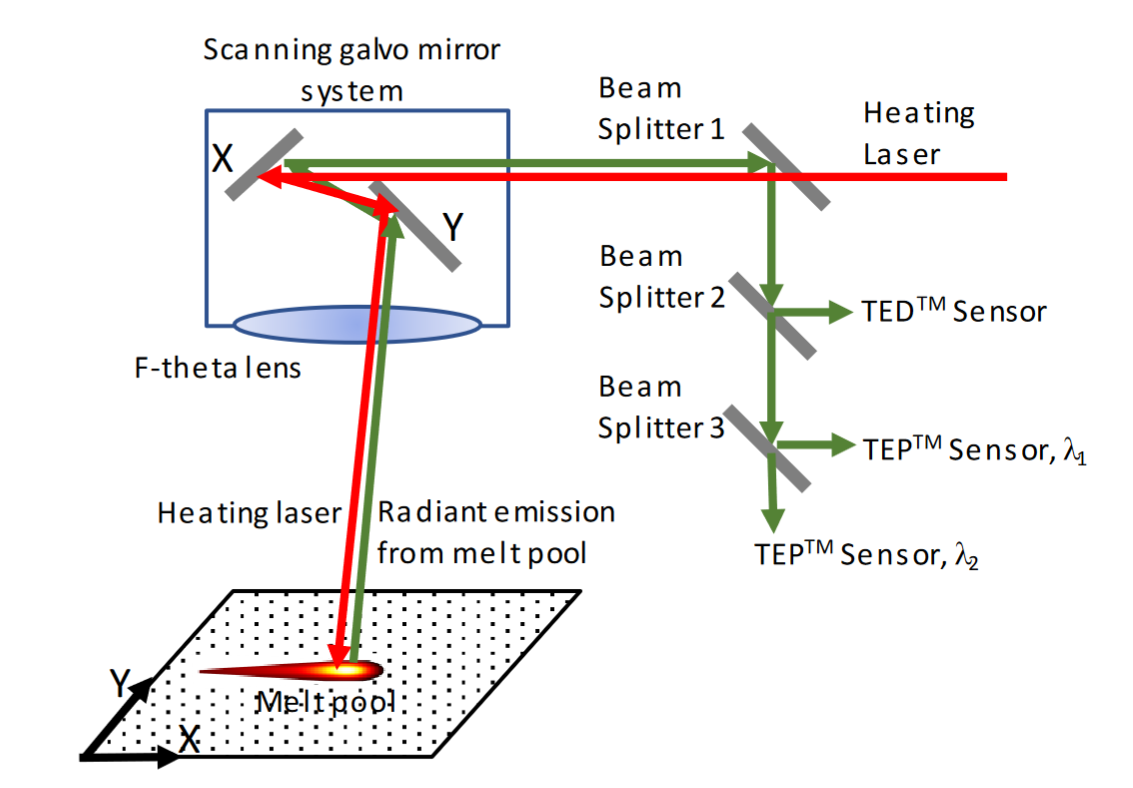 Scanning galvo mirror
system
Beam
Splitter 1
Heating
Laser
X
Y
Beam
Splitter 2
TED™ Sensor
F-theta lens
Beam
Splitter 3
TEP™ Sensor, λ₁
Heating laser
Radiant emission
from melt pool
TEP™ Sensor, λ₂
Y
Melt pool
X